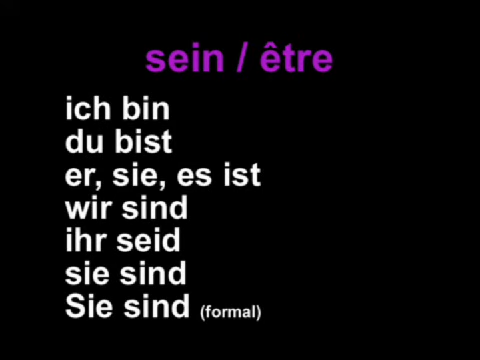 sein / être
ich bin
du bist
er, sie, es ist
wir sind
ihr seid
sie sind
Sie sind (formal)